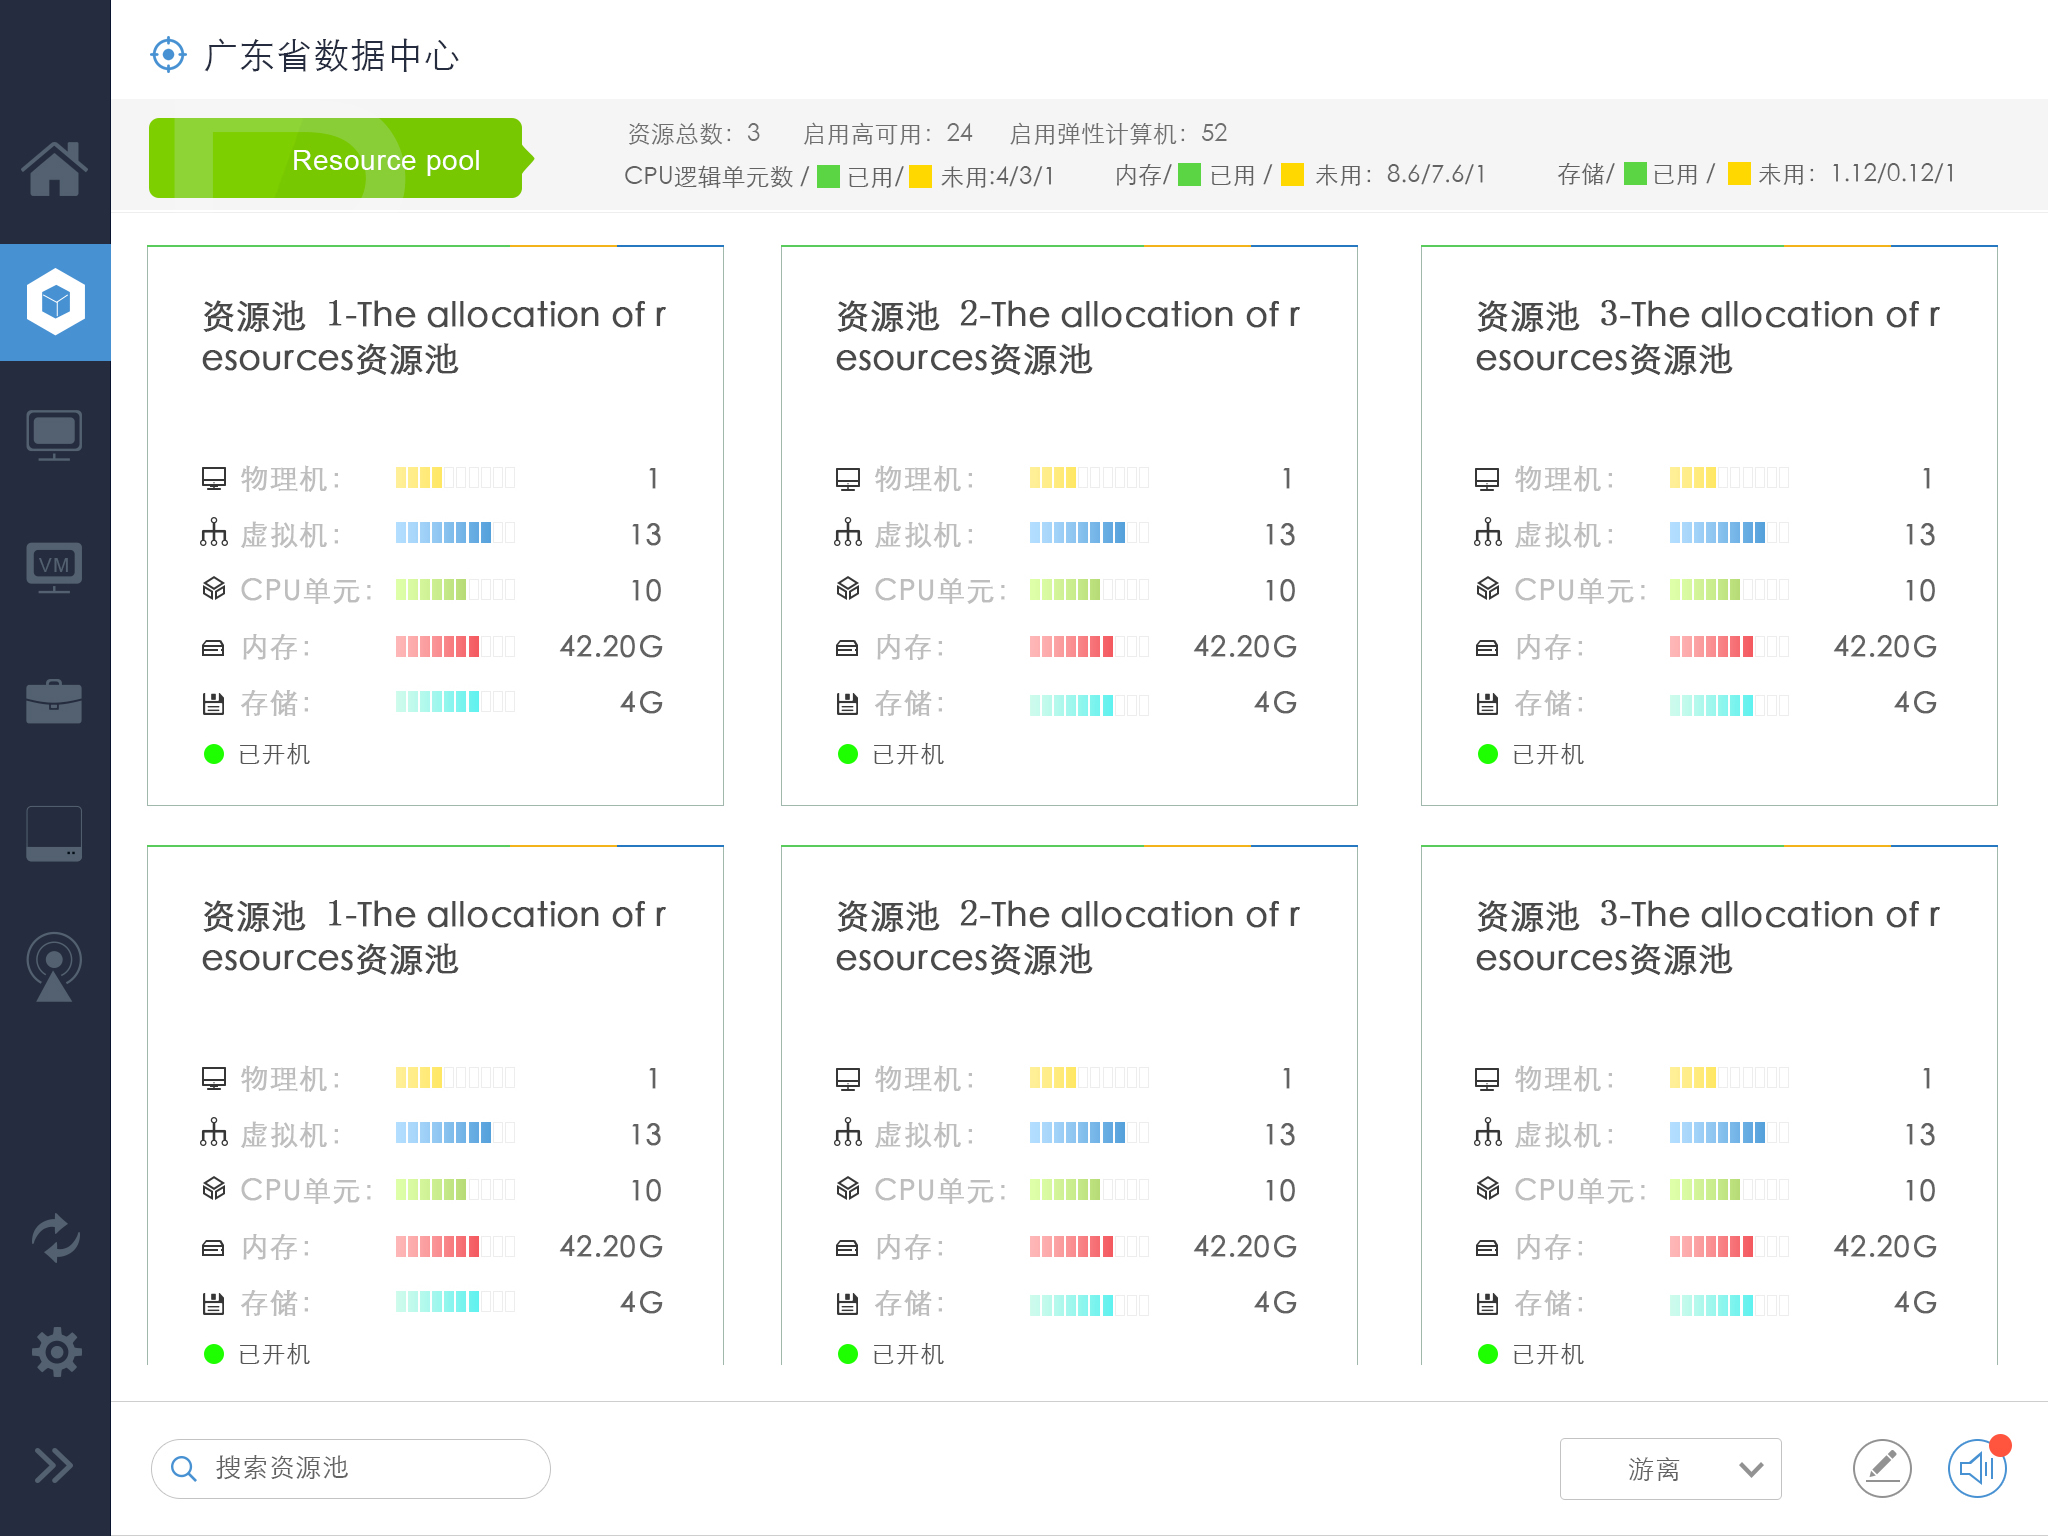 广东省数据中心
Resource pool
资源总数：3 启用高可用：24 启用弹性计算机：52
CPU逻辑单元数 / 已用/ 未用:4/3/1 内存/ 已用 / 未用：8.6/7.6/1 存储/ 已用 / 未用：1.12/0.12/1
VM
资源池 1-The allocation of r
esources资源池
物理机： 1
虚拟机： 13
CPU单元： 10
内存： 42.20G
存储： 4G
已开机
资源池 2-The allocation of r
esources资源池
物理机： 1
虚拟机： 13
CPU单元： 10
内存： 42.20G
存储： 4G
已开机
资源池 3-The allocation of r
esources资源池
物理机： 1
虚拟机： 13
CPU单元： 10
内存： 42.20G
存储： 4G
已开机
资源池 1-The allocation of r
esources资源池
物理机： 1
虚拟机： 13
CPU单元： 10
内存： 42.20G
存储： 4G
已开机
资源池 2-The allocation of r
esources资源池
物理机： 1
虚拟机： 13
CPU单元： 10
内存： 42.20G
存储： 4G
已开机
资源池 3-The allocation of r
esources资源池
物理机： 1
虚拟机： 13
CPU单元： 10
内存： 42.20G
存储： 4G
已开机
搜索资源池
游离